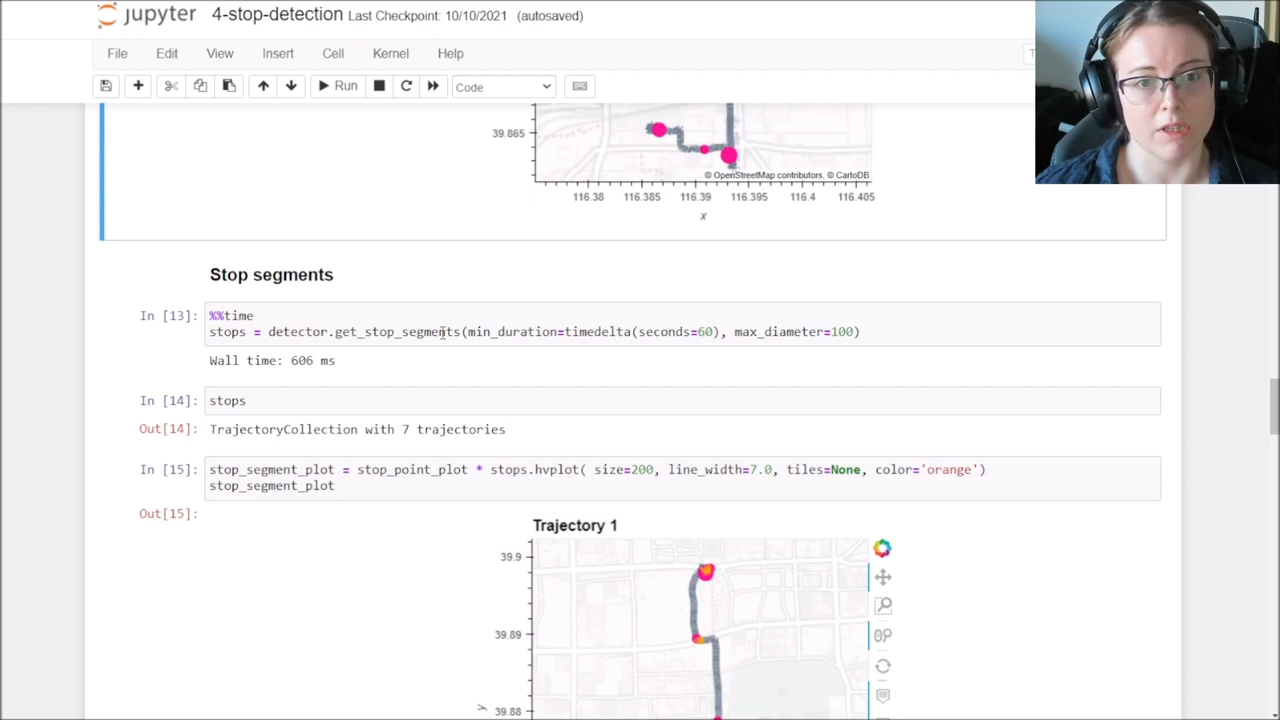 jupyter 4-stop-detection Last Checkpoint: 10/10/2021 (autosaved)
File Edit View Insert Cell Kernel Help
Run Code
39.865
© OpenStreetMap contributors, © CartoDB
116.38 116.385 116.39 116.395 116.4 116.405
x
Stop segments
In [13]: %%time
stops = detector.get_stop_segments(min_duration=timedelta(seconds=60), max_diameter=100)
Wall time: 606 ms
In [14]: stops
Out[14]: TrajectoryCollection with 7 trajectories
In [15]: stop_segment_plot = stop_point_plot * stops.hvplot( size=200, line_width=7.0, tiles=None, color='orange')
stop_segment_plot
Out[15]:
Trajectory 1
39.9
39.89
39.88
y